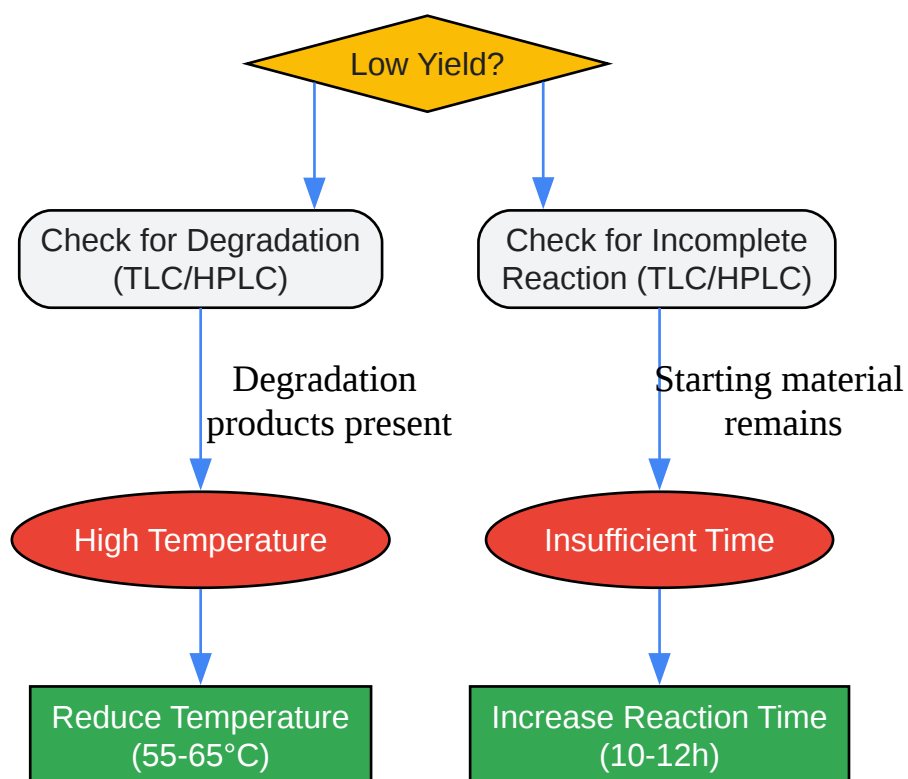 Low Yield?
Check for Degradation
(TLC/HPLC)
Check for Incomplete
Reaction (TLC/HPLC)
Degradation
products present
Starting material
remains
High Temperature
Insufficient Time
Reduce Temperature
(55-65°C)
Increase Reaction Time
(10-12h)